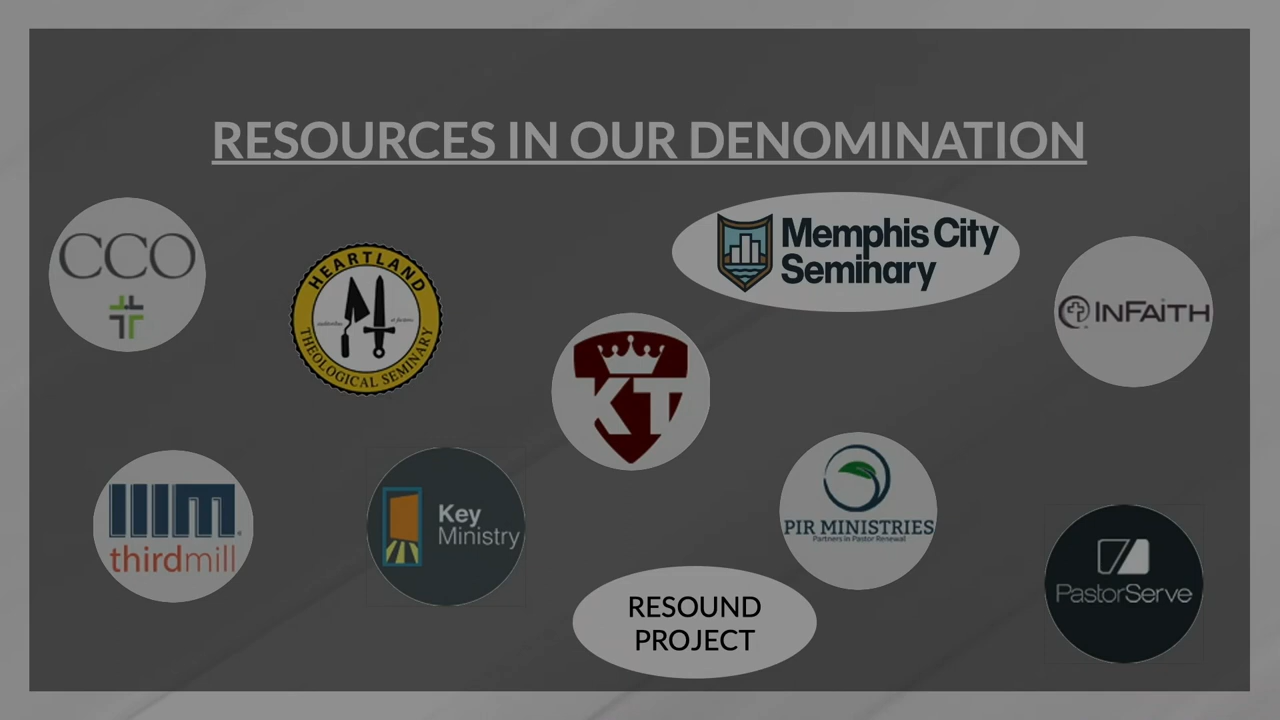 RESOURCES IN OUR DENOMINATION
CCO
HEARTLAND
THEOLOGICAL SEMINARY
Memphis City
Seminary
INFAITH
KT
thirdmill
Key
Ministry
PIR MINISTRIES
Partners in Pastor Renewal
PastorServe
RESOUND
PROJECT